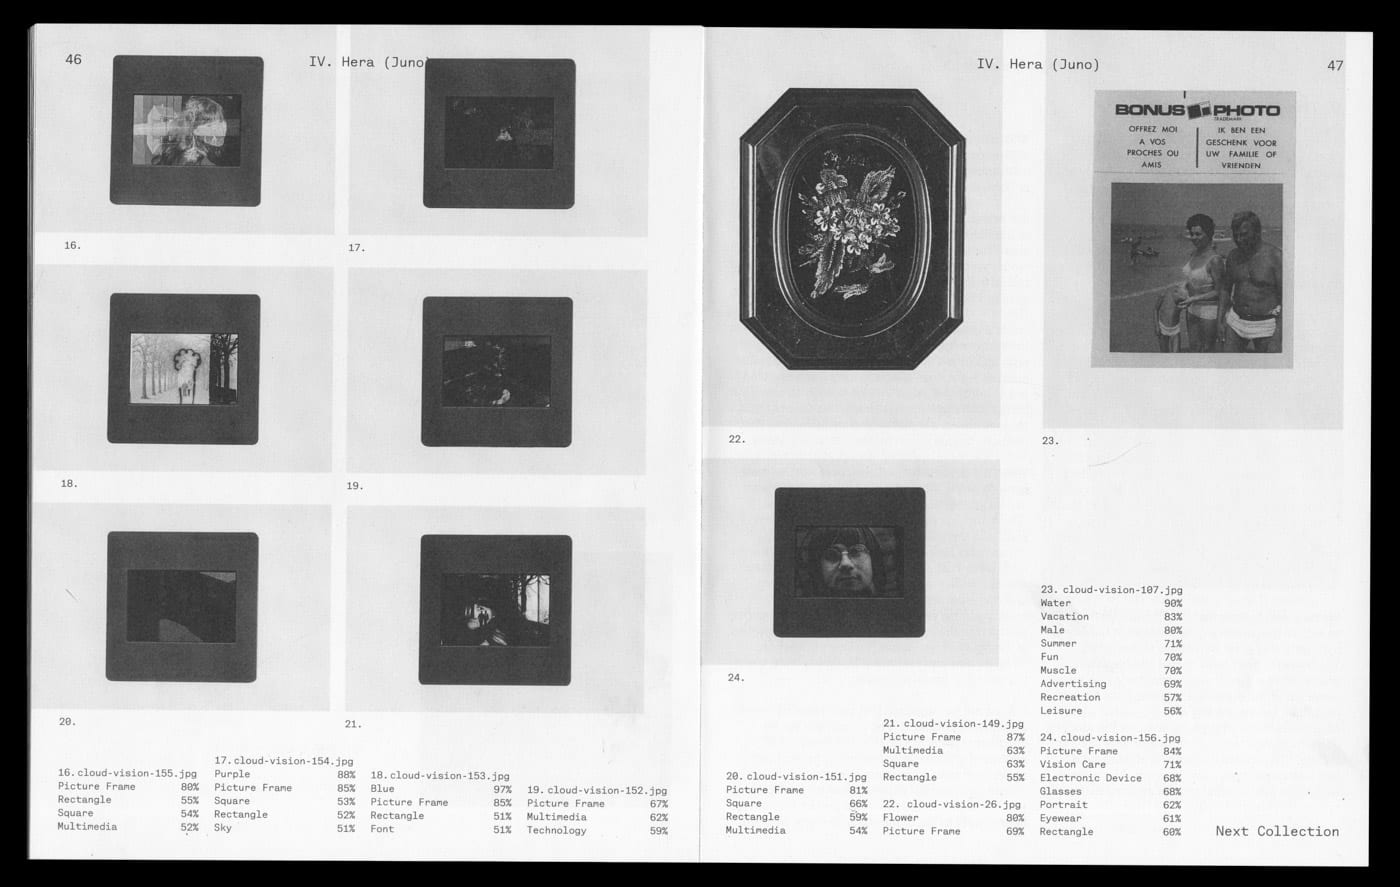 46
IV. Hera (Juno)
16.
17.
18.
19.
20.
21.
16. cloud-vision-155.jpg
Picture Frame 80%
Rectangle 55%
Square 54%
Multimedia 52%
17. cloud-vision-154.jpg
Purple 88%
Picture Frame 85%
Square 53%
Rectangle 52%
Sky 51%
18. cloud-vision-153.jpg
Blue 97%
Picture Frame 85%
Rectangle 51%
Font 51%
19. cloud-vision-152.jpg
Picture Frame 67%
Multimedia 62%
Technology 59%
IV. Hera (Juno)
47
BONUS PHOTO
TRADEMARK
OFFREZ MOI
A VOS
PROCHES OU
AMIS
IK BEN EEN
GESCHENK VOOR
UW FAMILIE OF
VRIENDEN
22.
23.
24.
20. cloud-vision-151.jpg
Picture Frame 81%
Square 66%
Rectangle 59%
Multimedia 54%
21. cloud-vision-149.jpg
Picture Frame 87%
Multimedia 63%
Square 63%
Rectangle 55%
22. cloud-vision-26.jpg
Flower 80%
Picture Frame 69%
23. cloud-vision-107.jpg
Water 90%
Vacation 83%
Male 80%
Summer 71%
Fun 70%
Muscle 70%
Advertising 69%
Recreation 57%
Leisure 56%
24. cloud-vision-156.jpg
Picture Frame 84%
Vision Care 71%
Electronic Device 68%
Glasses 68%
Portrait 62%
Eyewear 61%
Rectangle 60%
Next Collection